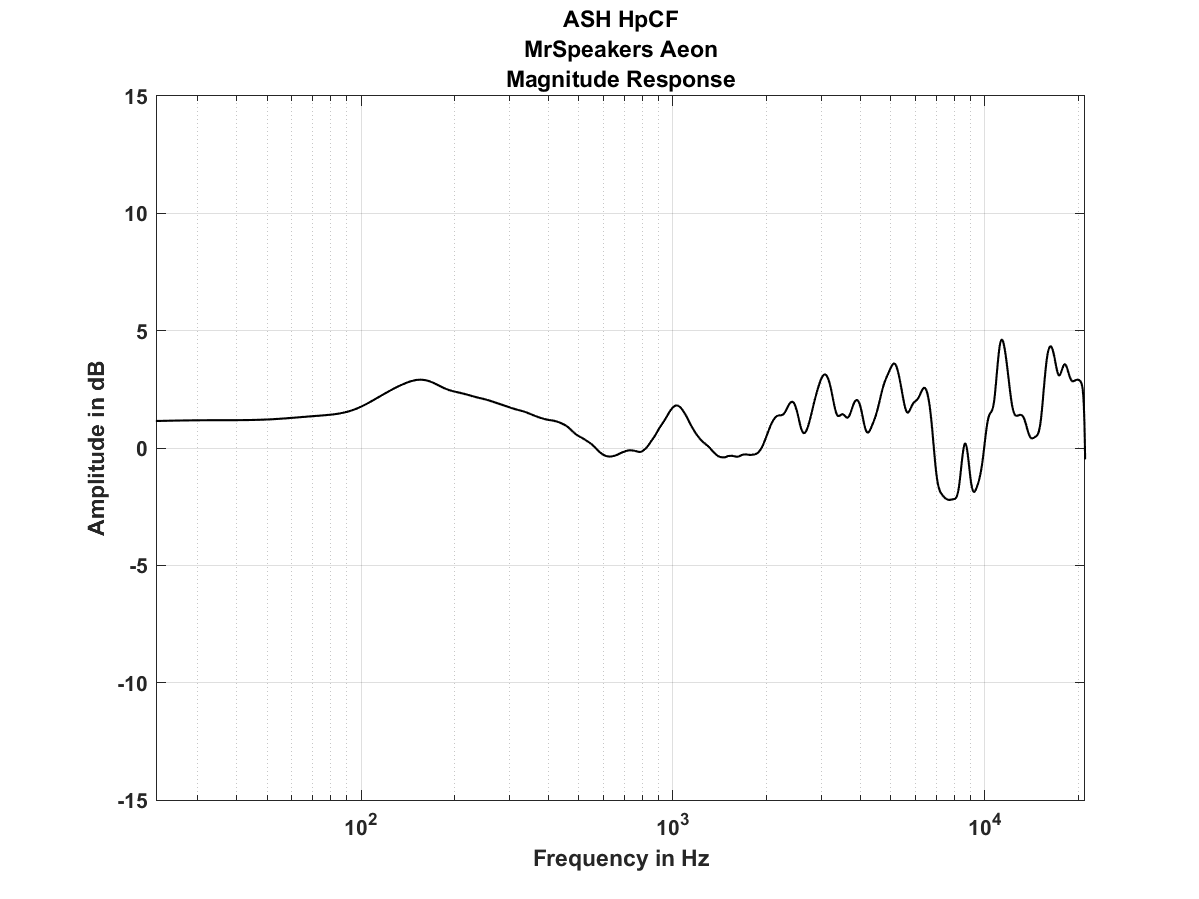 ASH HpCF
MrSpeakers Aeon
Magnitude Response
15
10
5
0
-5
-10
-15
10²
10³
10⁴
Amplitude in dB
Frequency in Hz